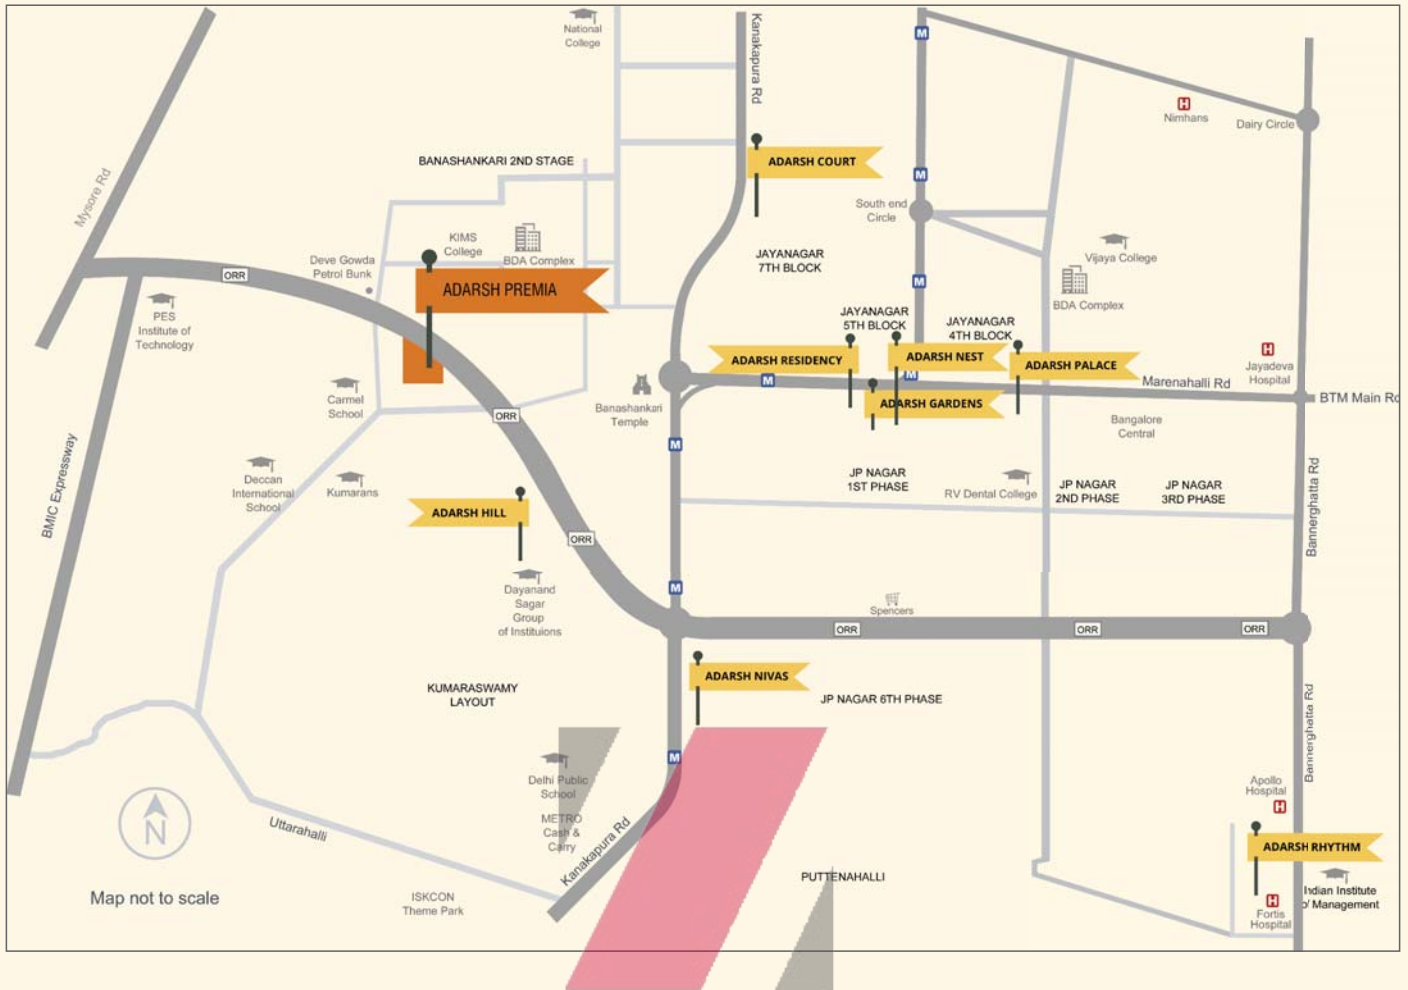 National
College
Kanakapura Rd
M
H
Nimhans
Dairy Circle
BANASHANKARI 2ND STAGE
ADARSH COURT
M
Mysore Rd
South end
Circle
KIMS
College
BDA Complex
Deve Gowda
Petrol Bunk
ORR
JAYANAGAR
7TH BLOCK
Vijaya College
BDA Complex
M
ADARSH PREMIA
PES
Institute of
Technology
JAYANAGAR
5TH BLOCK
JAYANAGAR
4TH BLOCK
H
Jayadeva
Hospital
ADARSH RESIDENCY
ADARSH NEST
ADARSH PALACE
M
M
Marenahalli Rd
BTM Main Rd
ADARSH GARDENS
Carmel
School
ORR
Banashankari
Temple
Bangalore
Central
M
BMIC Expressway
Deccan
International
School
Kumarans
JP NAGAR
1ST PHASE
RV Dental College
JP NAGAR
2ND PHASE
JP NAGAR
3RD PHASE
Bannerghatta Rd
ADARSH HILL
ORR
Dayanand
Sagar
Group
of Instituions
M
Spencers
ORR
ORR
ORR
ADARSH NIVAS
KUMARASWAMY
LAYOUT
JP NAGAR 6TH PHASE
Bannerghatta Rd
M
Delhi Public
School
METRO
Cash &
Carry
Apollo
Hospital
H
N
Uttarahalli
Kanakapura Rd
ADARSH RHYTHM
Map not to scale
ISKCON
Theme Park
PUTTENAHALLI
Indian Institute
of Management
H
Fortis
Hospital